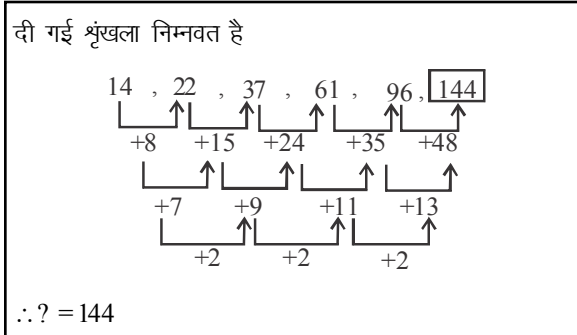 दी गई शृंखला निम्नवत है
14 , 22 , 37 , 61 , 96 , 144
+8 +15 +24 +35 +48
+7 +9 +11 +13
+2 +2 +2
∴ ? = 144